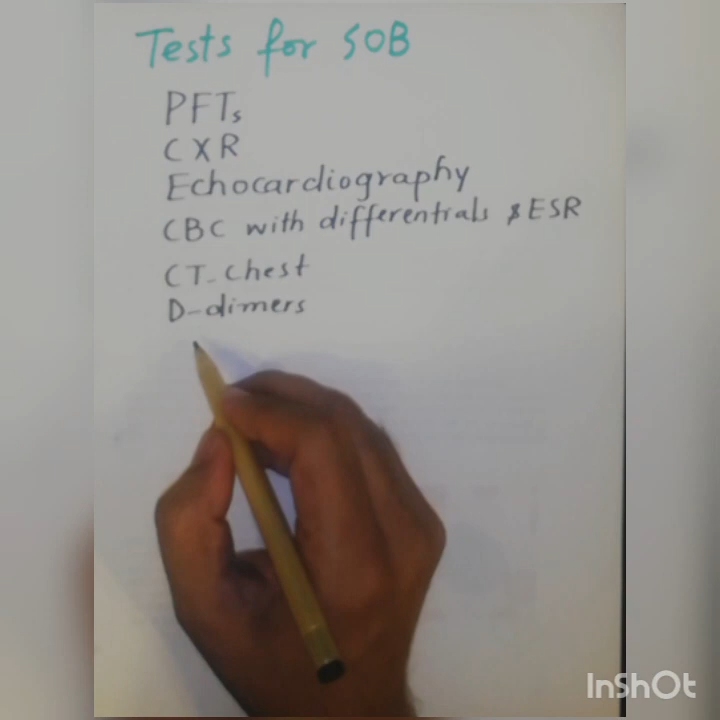 Tests for SOB
PFTs
CXR
Echocardiography
CBC with differentials & ESR
CT-Chest
D-dimers
InShOt